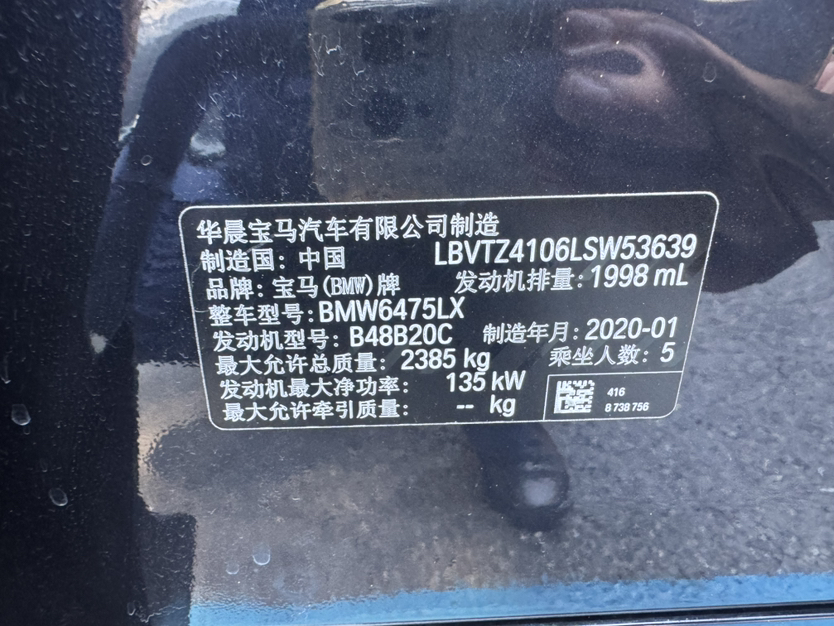 华晨宝马汽车有限公司制造
制造国：中国 LBVTZ4106LSW53639
品牌：宝马(BMW)牌 发动机排量：1998 mL
整车型号：BMW6475LX
发动机型号：B48B20C 制造年月：2020-01
最大允许总质量：2385 kg 乘坐人数：5
发动机最大净功率：135 kW
最大允许牵引质量：-- kg
416
8 738 756